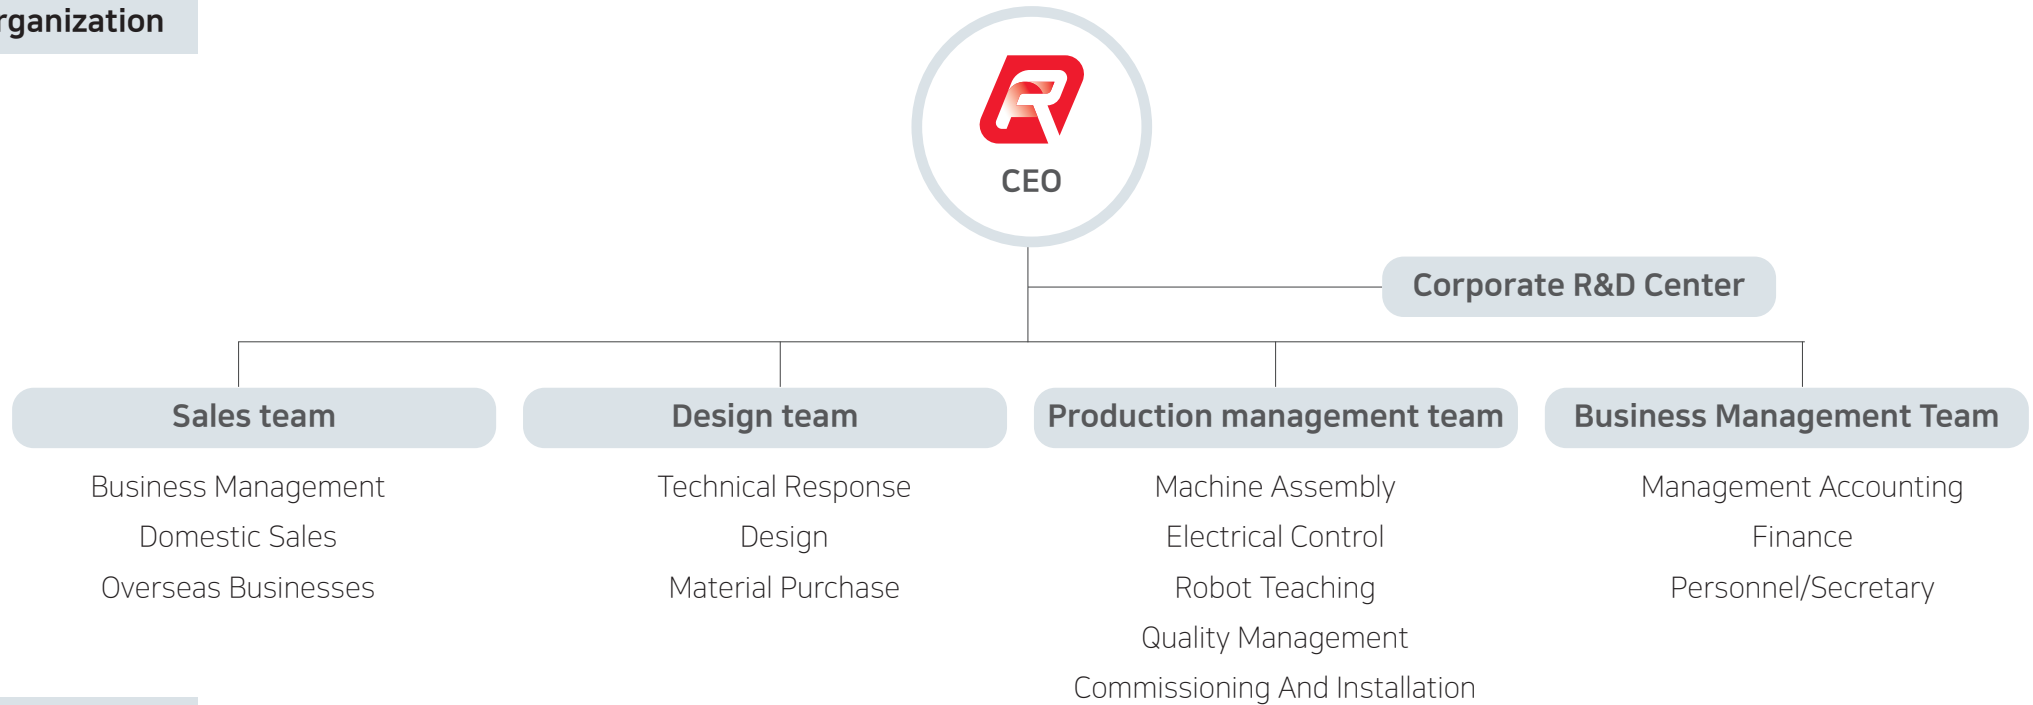 rganization
CEO
Corporate R&D Center
Sales team
Business Management
Domestic Sales
Overseas Businesses
Design team
Technical Response
Design
Material Purchase
Production management team
Machine Assembly
Electrical Control
Robot Teaching
Quality Management
Commissioning And Installation
Business Management Team
Management Accounting
Finance
Personnel/Secretary